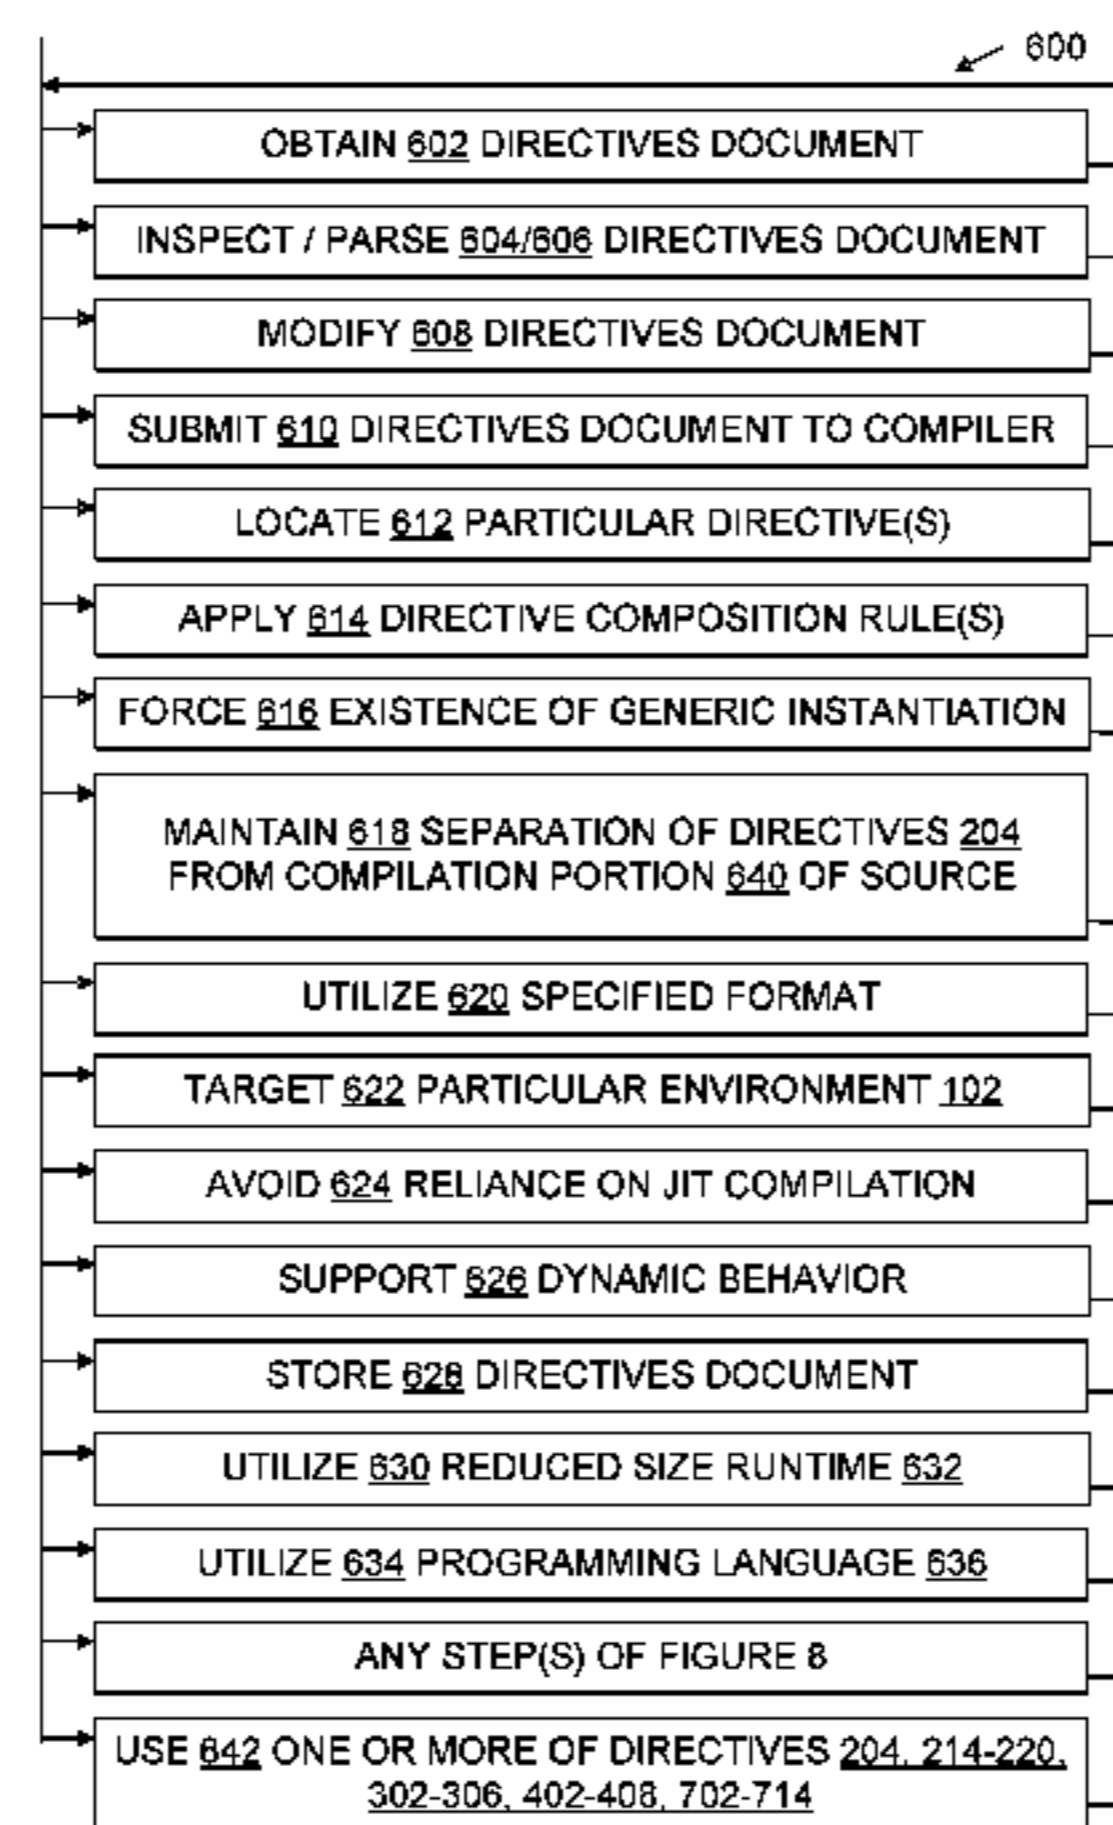 600
OBTAIN 602 DIRECTIVES DOCUMENT
INSPECT / PARSE 604/606 DIRECTIVES DOCUMENT
MODIFY 608 DIRECTIVES DOCUMENT
SUBMIT 610 DIRECTIVES DOCUMENT TO COMPILER
LOCATE 612 PARTICULAR DIRECTIVE(S)
APPLY 614 DIRECTIVE COMPOSITION RULE(S)
FORCE 616 EXISTENCE OF GENERIC INSTANTIATION
MAINTAIN 618 SEPARATION OF DIRECTIVES 204
FROM COMPILATION PORTION 640 OF SOURCE
UTILIZE 620 SPECIFIED FORMAT
TARGET 622 PARTICULAR ENVIRONMENT 102
AVOID 624 RELIANCE ON JIT COMPILATION
SUPPORT 626 DYNAMIC BEHAVIOR
STORE 628 DIRECTIVES DOCUMENT
UTILIZE 630 REDUCED SIZE RUNTIME 632
UTILIZE 634 PROGRAMMING LANGUAGE 636
ANY STEP(S) OF FIGURE 8
USE 642 ONE OR MORE OF DIRECTIVES 204, 214-220,
302-306, 402-408, 702-714